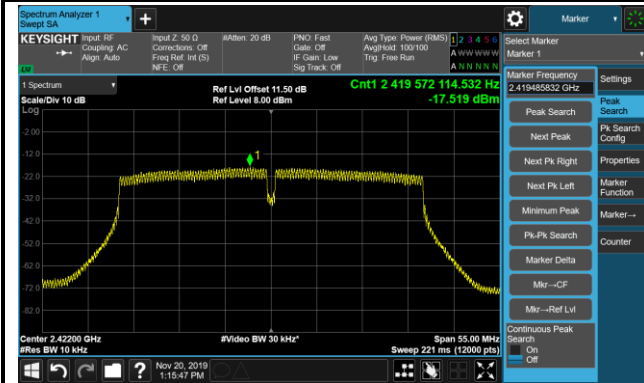 Spectrum Analyzer 1
Swept SA
Marker
KEYSIGHT
Input: RF
Coupling: AC
Align: Auto
Input Z: 50 Ω
Corrections: Off
Freq Ref: Int (S)
NFE: Off
#Atten: 20 dB
PNO: Fast
Gate: Off
IF Gain: Low
Sig Track: Off
Avg Type: Power (RMS)
Avg|Hold: 100/100
Trig: Free Run
1 2 3 4 5 6
A W W W W W
A N N N N N
Select Marker
Marker 1
1 Spectrum
Scale/Div 10 dB
Log
Ref Lvl Offset 11.50 dB
Ref Level 8.00 dBm
Cnt1 2 419 572 114.532 Hz
-17.519 dBm
-2.00
-12.0
-22.0
-32.0
-42.0
-52.0
-62.0
-72.0
-82.0
1
Center 2.42200 GHz
#Res BW 10 kHz
#Video BW 30 kHz*
Span 55.00 MHz
Sweep 221 ms (12000 pts)
Marker Frequency
2.419485832 GHz
Peak Search
Next Peak
Next Pk Right
Next Pk Left
Minimum Peak
Pk-Pk Search
Marker Delta
Mkr→CF
Mkr→Ref Lvl
Continuous Peak Search
On
Off
Settings
Peak Search
Pk Search Config
Properties
Marker Function
Marker→
Counter
Nov 20, 2019
1:15:47 PM